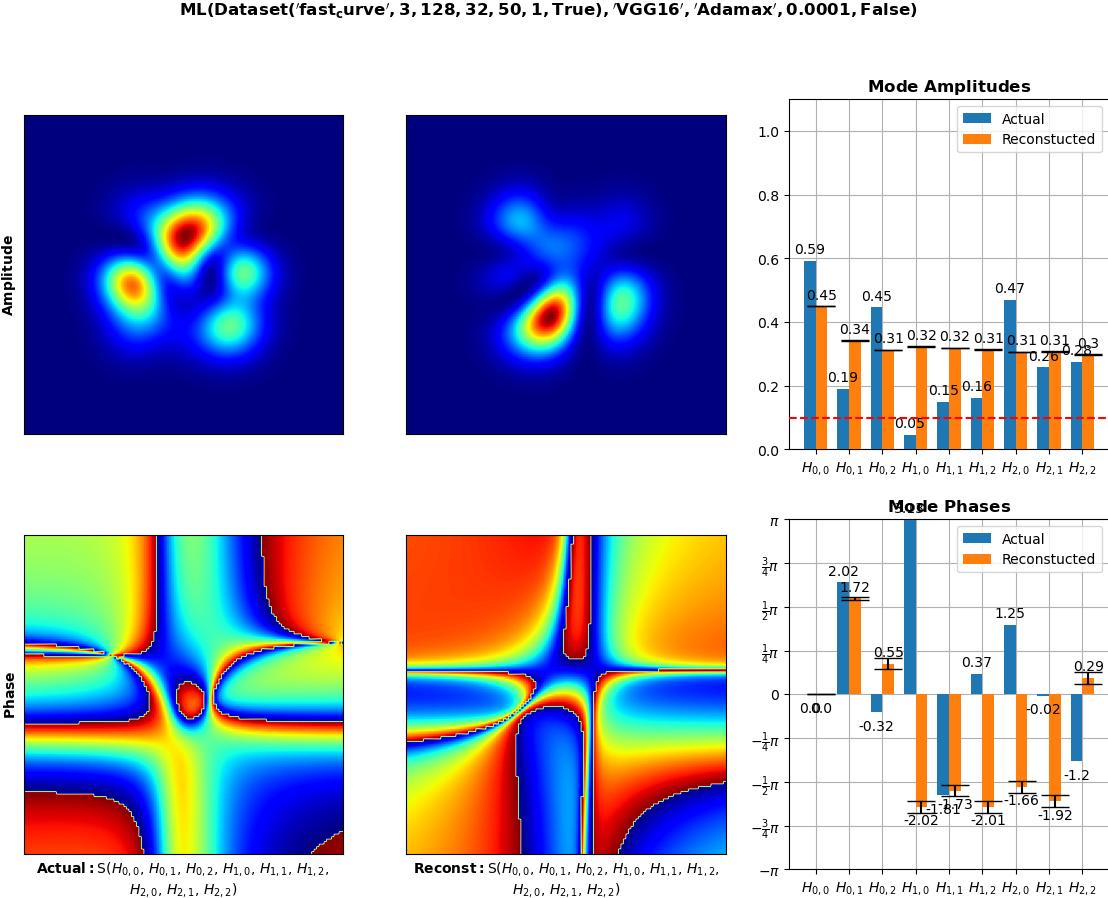 ML(Dataset('fast_curve', 3, 128, 32, 50, 1, True), 'VGG16', 'Adamax', 0.0001, False)
Amplitude
Mode Amplitudes
Actual
Reconstucted
1.0
0.8
0.6
0.4
0.2
0.0
0.59
0.45
0.19
0.34
0.45
0.31
0.05
0.32
0.15
0.32
0.16
0.31
0.47
0.31
0.26
0.31
0.28
0.3
H0,0 H0,1 H0,2 H1,0 H1,1 H1,2 H2,0 H2,1 H2,2
Phase
Mode Phases
Actual
Reconstucted
π
3/4π
1/2π
1/4π
0
−1/4π
−1/2π
−3/4π
−π
0.0
0.0
2.02
1.72
-0.32
0.55
-2.02
-1.81
-1.73
0.37
-2.01
1.25
-1.66
-0.02
-1.92
-1.2
0.29
H0,0 H0,1 H0,2 H1,0 H1,1 H1,2 H2,0 H2,1 H2,2
Actual: S(H0,0, H0,1, H0,2, H1,0, H1,1, H1,2,
H2,0, H2,1, H2,2)
Reconst: S(H0,0, H0,1, H0,2, H1,0, H1,1, H1,2,
H2,0, H2,1, H2,2)